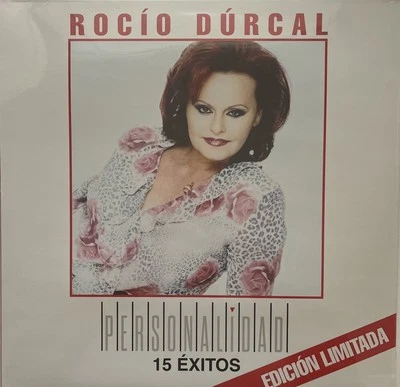 ROCÍO DÚRCAL
PERSONALiDAD
15 ÉXITOS
EDICIÓN LIMITADA